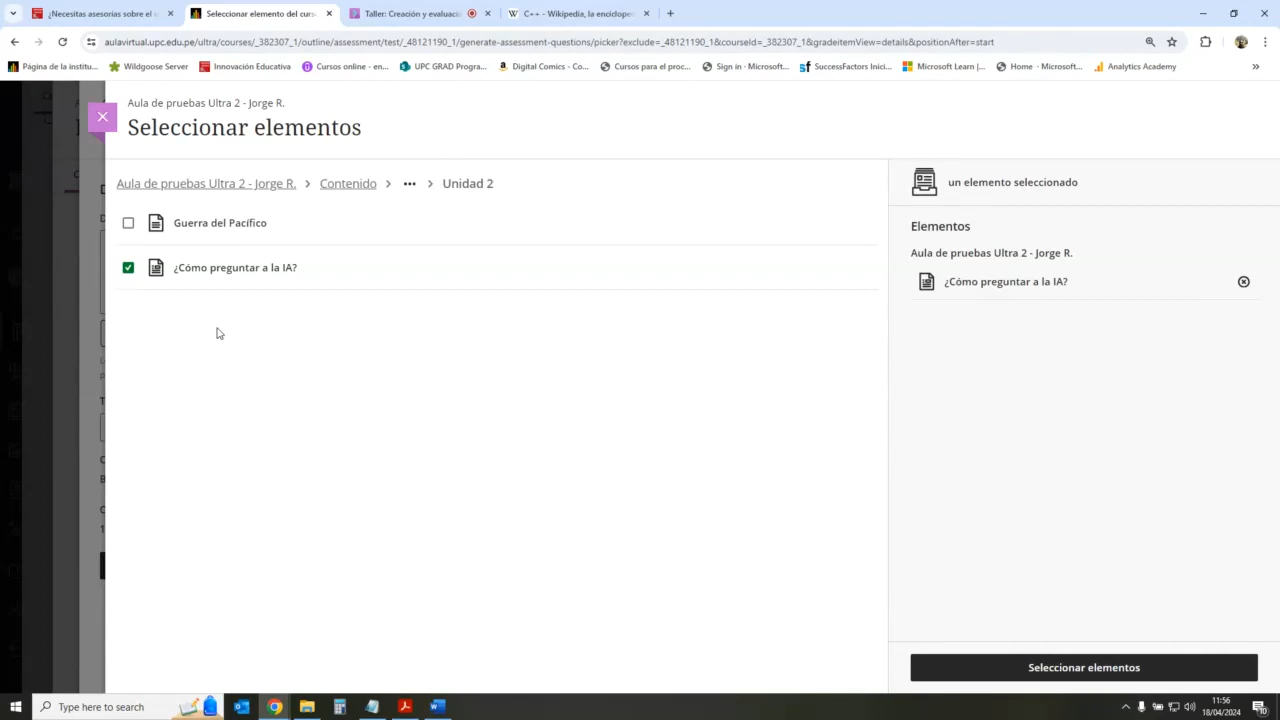 ¿Necesitas asesorías sobre el i
Seleccionar elemento del curs
Taller: Creación y evaluació
C++ - Wikipedia, la encicloped
aulavirtual.upc.edu.pe/ultra/courses/_382307_1/outline/assessment/test/_48121190_1/generate-assessment-questions/picker?exclude=_48121190_1&courseId=_382307_1&gradeitemView=details&positionAfter=start
Página de la institu...
Wildgoose Server
Innovación Educativa
Cursos online - en...
UPC GRAD Progra...
Digital Comics - Co...
Cursos para el proc...
Sign in · Microsoft...
SuccessFactors Inici...
Microsoft Learn |...
Home · Microsoft...
Analytics Academy
Aula de pruebas Ultra 2 - Jorge R.
Seleccionar elementos
Aula de pruebas Ultra 2 - Jorge R. > Contenido > ••• > Unidad 2
Guerra del Pacífico
¿Cómo preguntar a la IA?
un elemento seleccionado
Elementos
Aula de pruebas Ultra 2 - Jorge R.
¿Cómo preguntar a la IA?
Seleccionar elementos
Type here to search
11:56
18/04/2024
10